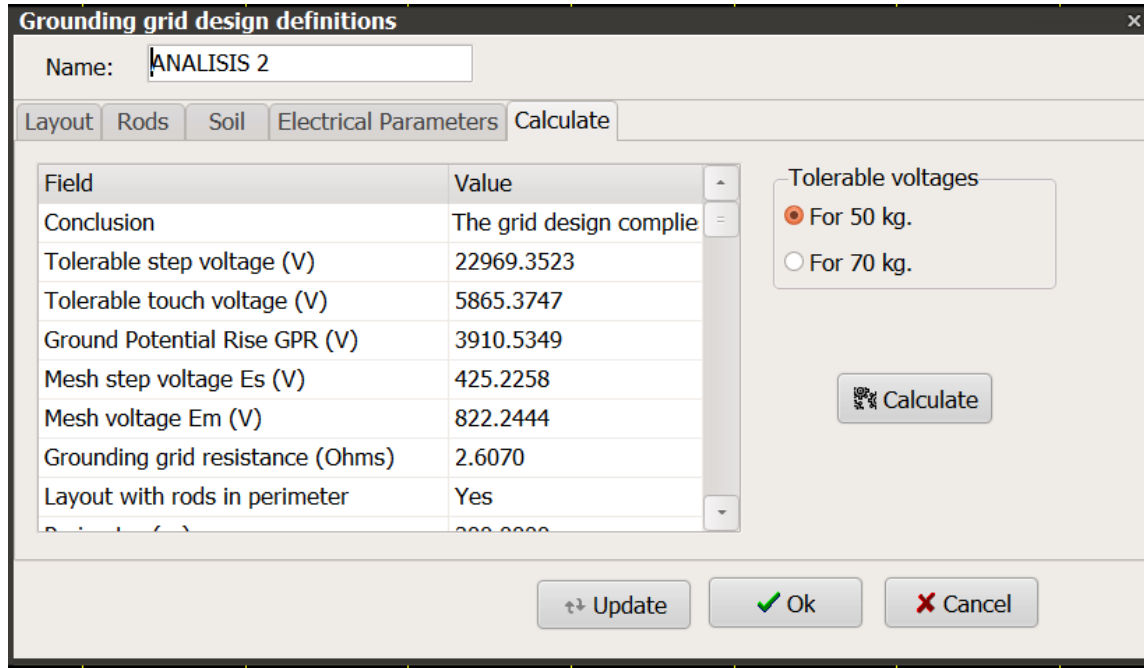 Grounding grid design definitions
Name: ANALISIS 2
Layout Rods Soil Electrical Parameters Calculate
Field Value
Conclusion The grid design complie
Tolerable step voltage (V) 22969.3523
Tolerable touch voltage (V) 5865.3747
Ground Potential Rise GPR (V) 3910.5349
Mesh step voltage Es (V) 425.2258
Mesh voltage Em (V) 822.2444
Grounding grid resistance (Ohms) 2.6070
Layout with rods in perimeter Yes
Tolerable voltages
For 50 kg.
For 70 kg.
Calculate
Update Ok Cancel